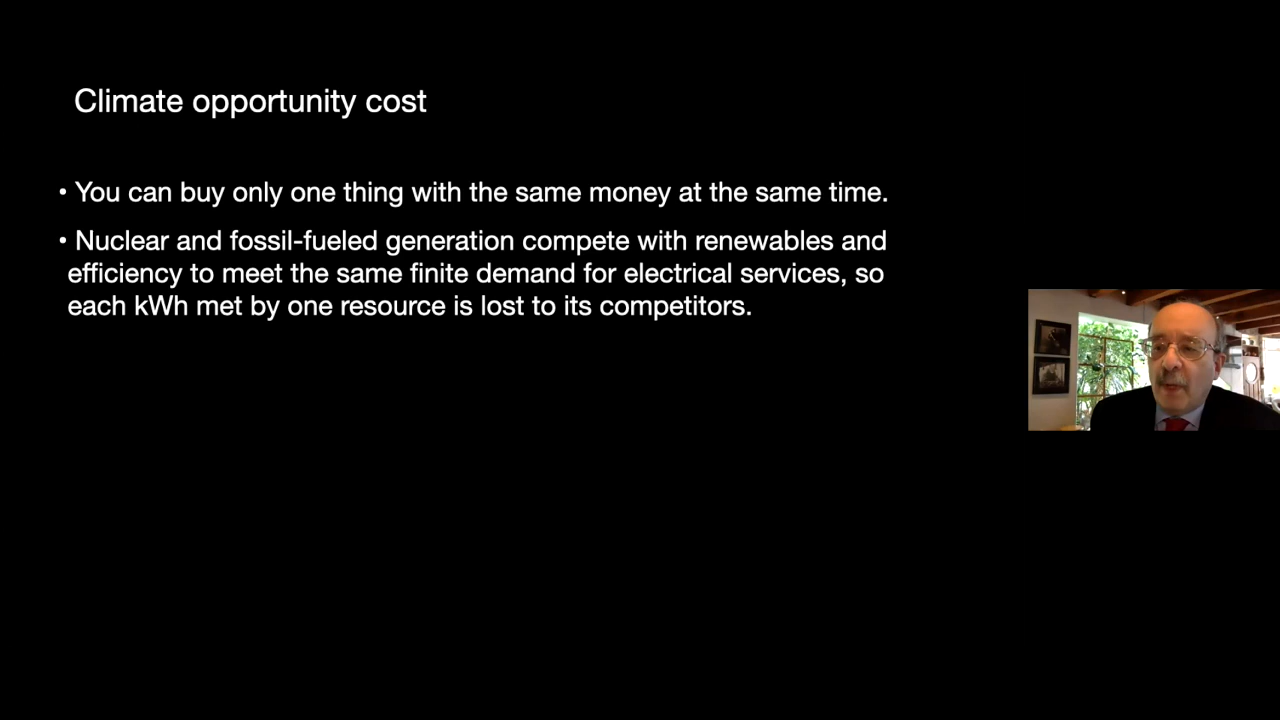 Climate opportunity cost
• You can buy only one thing with the same money at the same time.
• Nuclear and fossil-fueled generation compete with renewables and
efficiency to meet the same finite demand for electrical services, so
each kWh met by one resource is lost to its competitors.